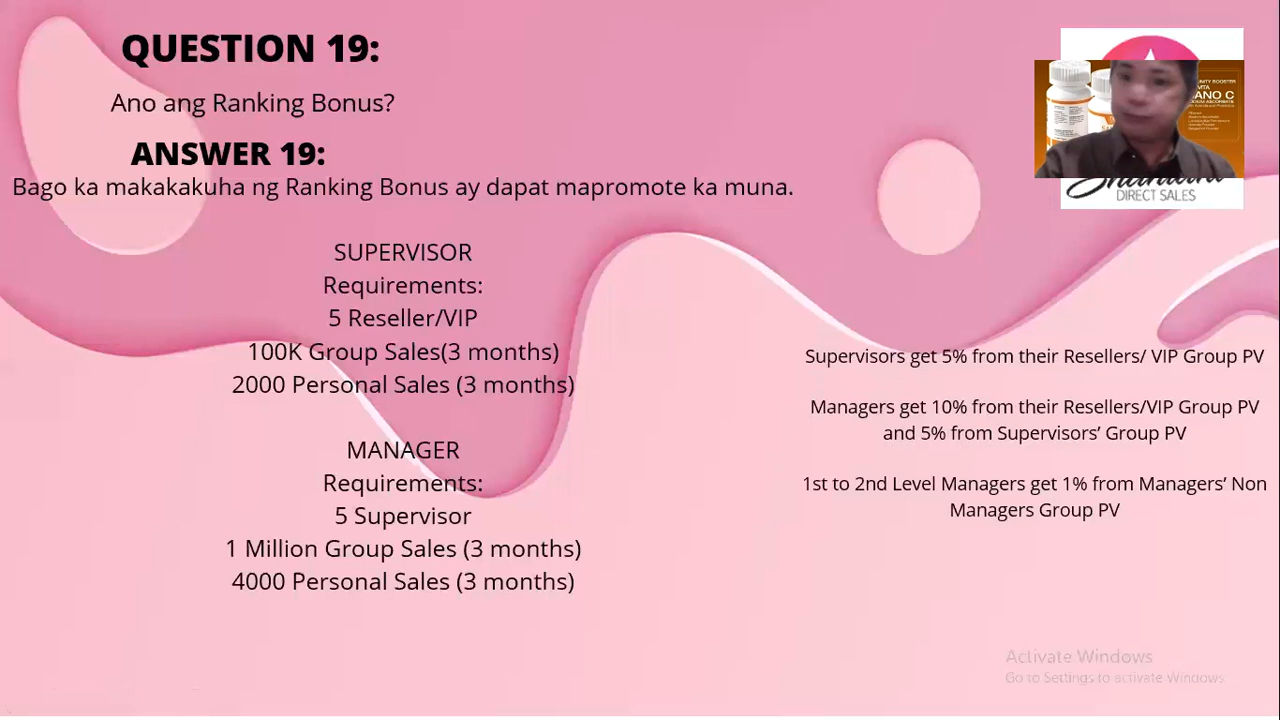 QUESTION 19:
Ano ang Ranking Bonus?
ANSWER 19:
Bago ka makakakuha ng Ranking Bonus ay dapat mapromote ka muna.
SUPERVISOR
Requirements:
5 Reseller/VIP
100K Group Sales(3 months)
2000 Personal Sales (3 months)
MANAGER
Requirements:
5 Supervisor
1 Million Group Sales (3 months)
4000 Personal Sales (3 months)
Supervisors get 5% from their Resellers/ VIP Group PV
Managers get 10% from their Resellers/VIP Group PV
and 5% from Supervisors' Group PV
1st to 2nd Level Managers get 1% from Managers' Non
Managers Group PV
DIRECT SALES
Activate Windows
Go to Settings to activate Windows.